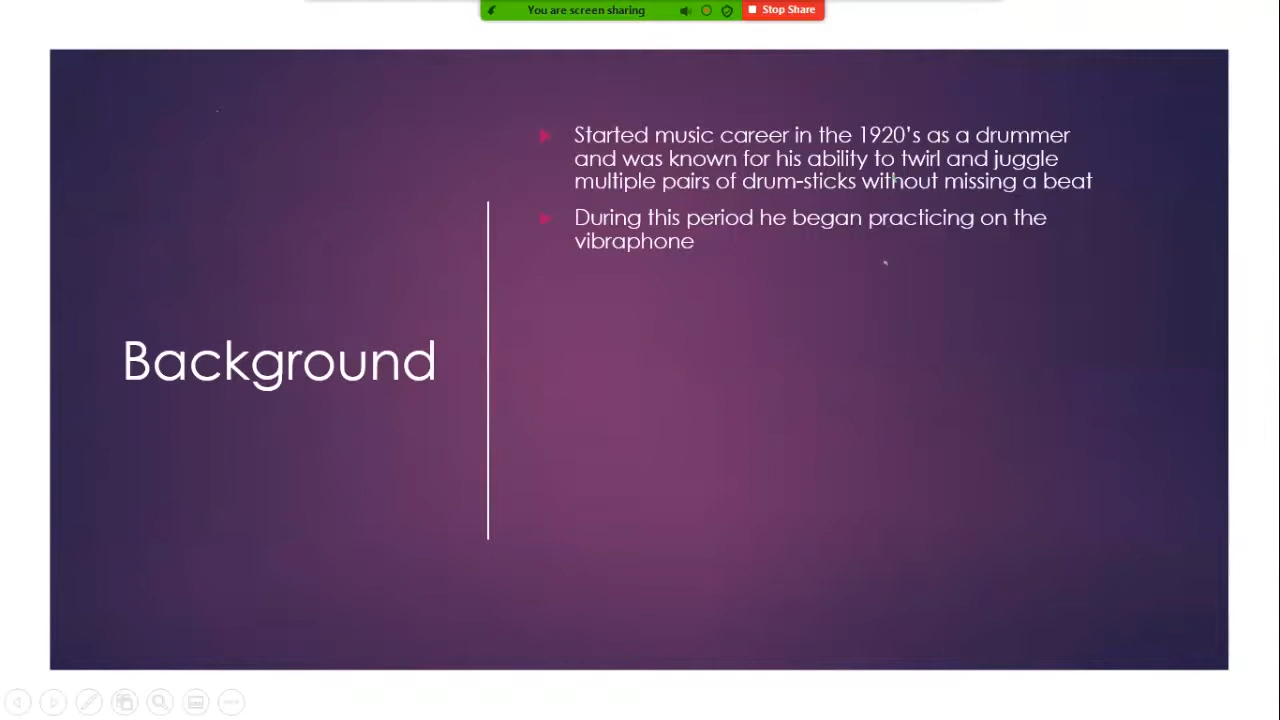 You are screen sharing
Stop Share
Started music career in the 1920's as a drummer
and was known for his ability to twirl and juggle
multiple pairs of drum-sticks without missing a beat
During this period he began practicing on the
vibraphone
Background